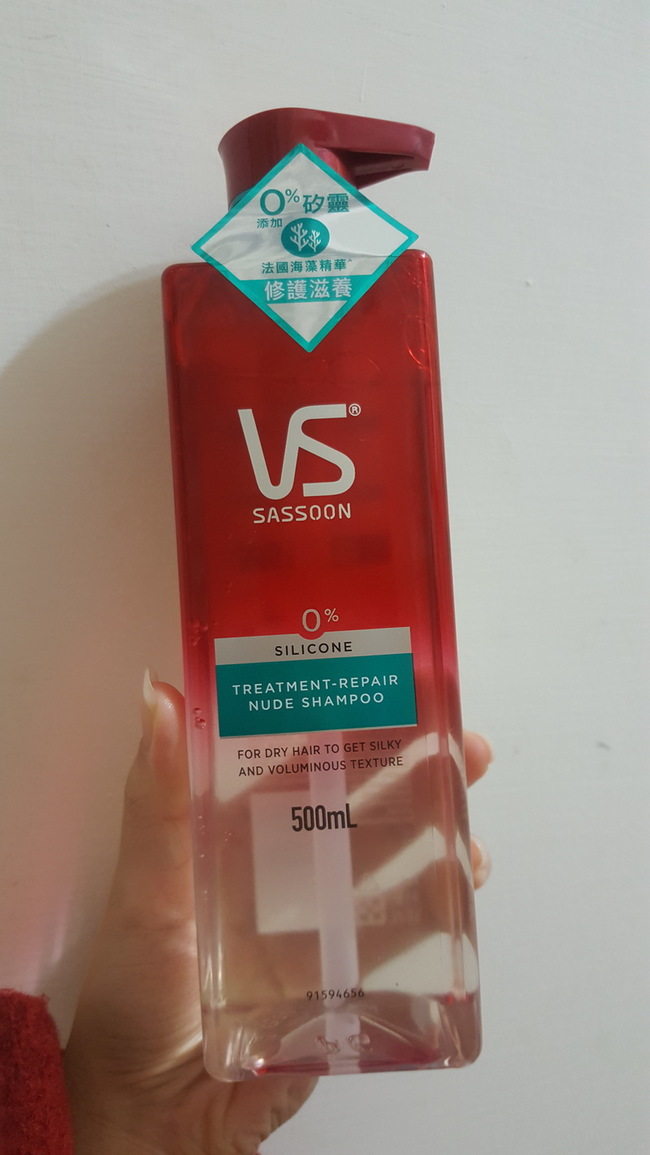 0%矽靈
添加
法國海藻精華^
修護滋養
VS®
SASSOON
0%
SILICONE
TREATMENT-REPAIR
NUDE SHAMPOO
FOR DRY HAIR TO GET SILKY
AND VOLUMINOUS TEXTURE
500mL
91594656